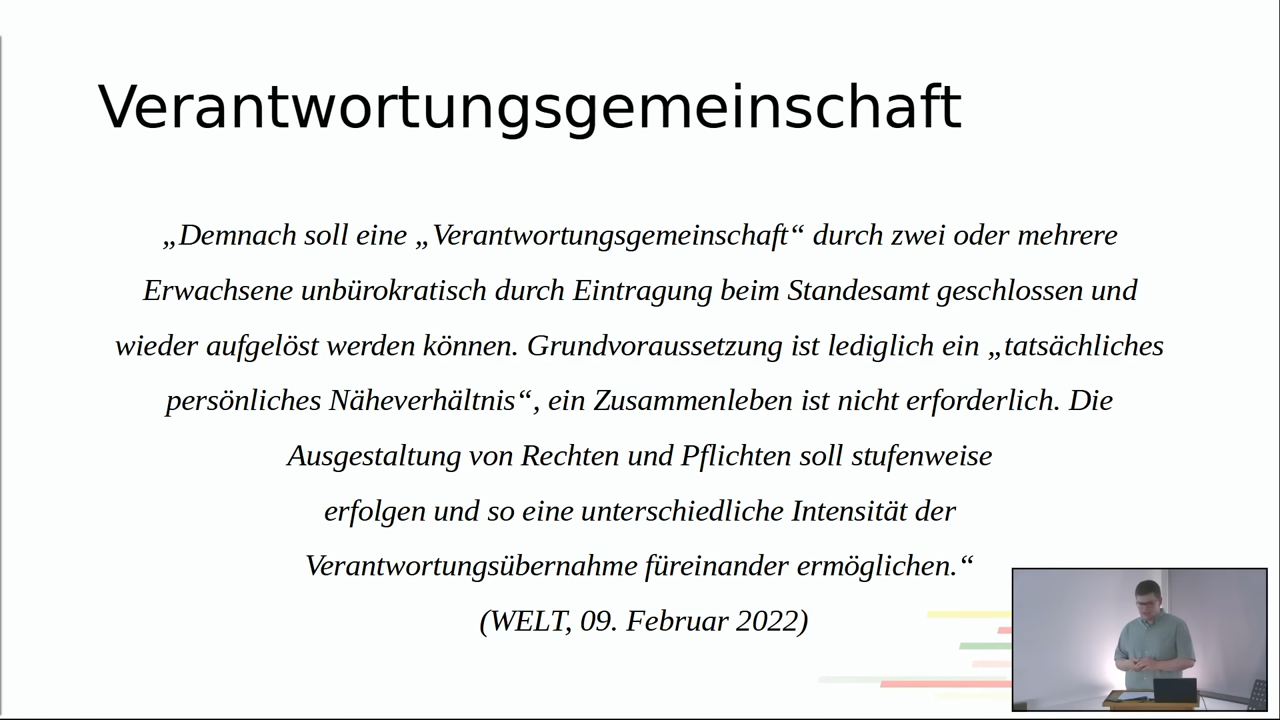 Verantwortungsgemeinschaft
„Demnach soll eine „Verantwortungsgemeinschaft“ durch zwei oder mehrere
Erwachsene unbürokratisch durch Eintragung beim Standesamt geschlossen und
wieder aufgelöst werden können. Grundvoraussetzung ist lediglich ein „tatsächliches
persönliches Näheverhältnis“, ein Zusammenleben ist nicht erforderlich. Die
Ausgestaltung von Rechten und Pflichten soll stufenweise
erfolgen und so eine unterschiedliche Intensität der
Verantwortungsübernahme füreinander ermöglichen.“
(WELT, 09. Februar 2022)